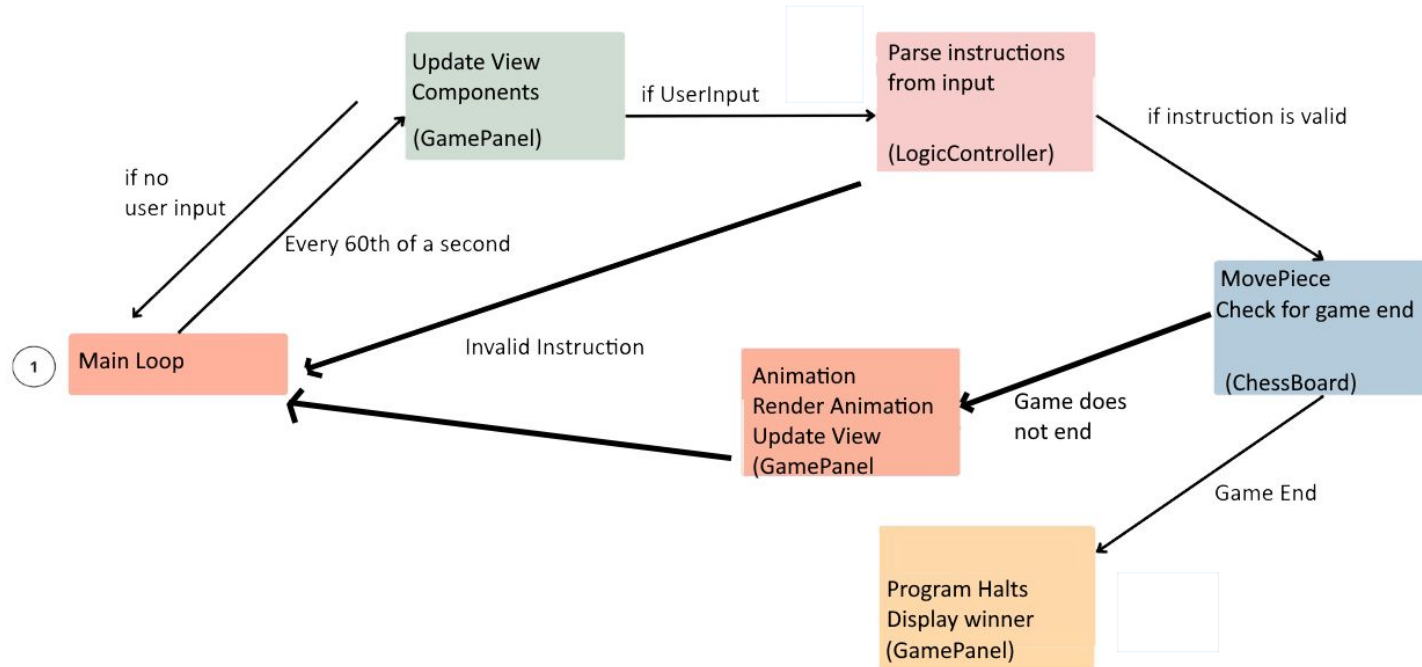 Update View
Components
(GamePanel)
if UserInput
Parse instructions
from input
(LogicController)
if instruction is valid
if no
user input
Every 60th of a second
1
Main Loop
Invalid Instruction
MovePiece
Check for game end
(ChessBoard)
Animation
Render Animation
Update View
(GamePanel
Game does
not end
Game End
Program Halts
Display winner
(GamePanel)